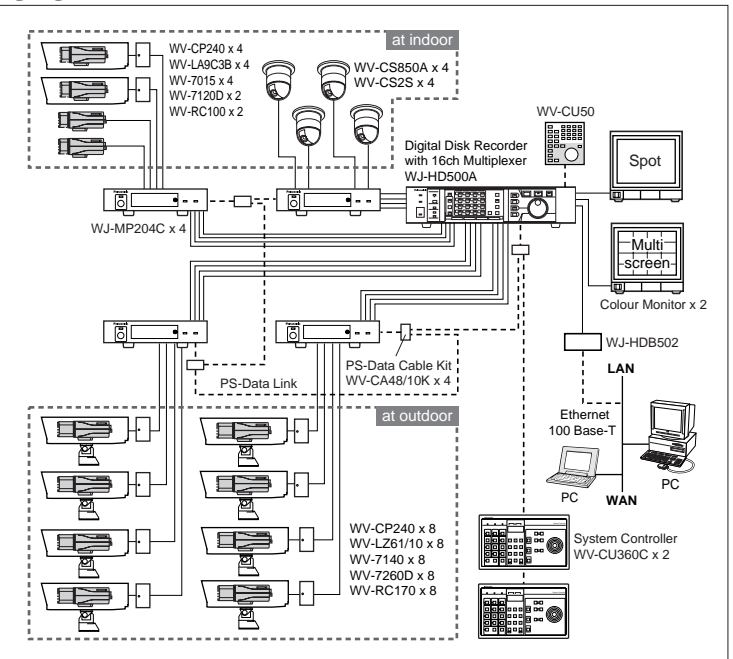 at indoor
WV-CP240 x 4
WV-LA9C3B x 4
WV-7015 x 4
WV-7120D x 2
WV-RC100 x 2
WV-CS850A x 4
WV-CS2S x 4
WV-CU50
Digital Disk Recorder
with 16ch Multiplexer
WJ-HD500A
Spot
WJ-MP204C x 4
Multi
screen
Colour Monitor x 2
WJ-HDB502
PS-Data Link
PS-Data Cable Kit
WV-CA48/10K x 4
LAN
Ethernet
100 Base-T
PC
PC
WAN
at outdoor
WV-CP240 x 8
WV-LZ61/10 x 8
WV-7140 x 8
WV-7260D x 8
WV-RC170 x 8
System Controller
WV-CU360C x 2